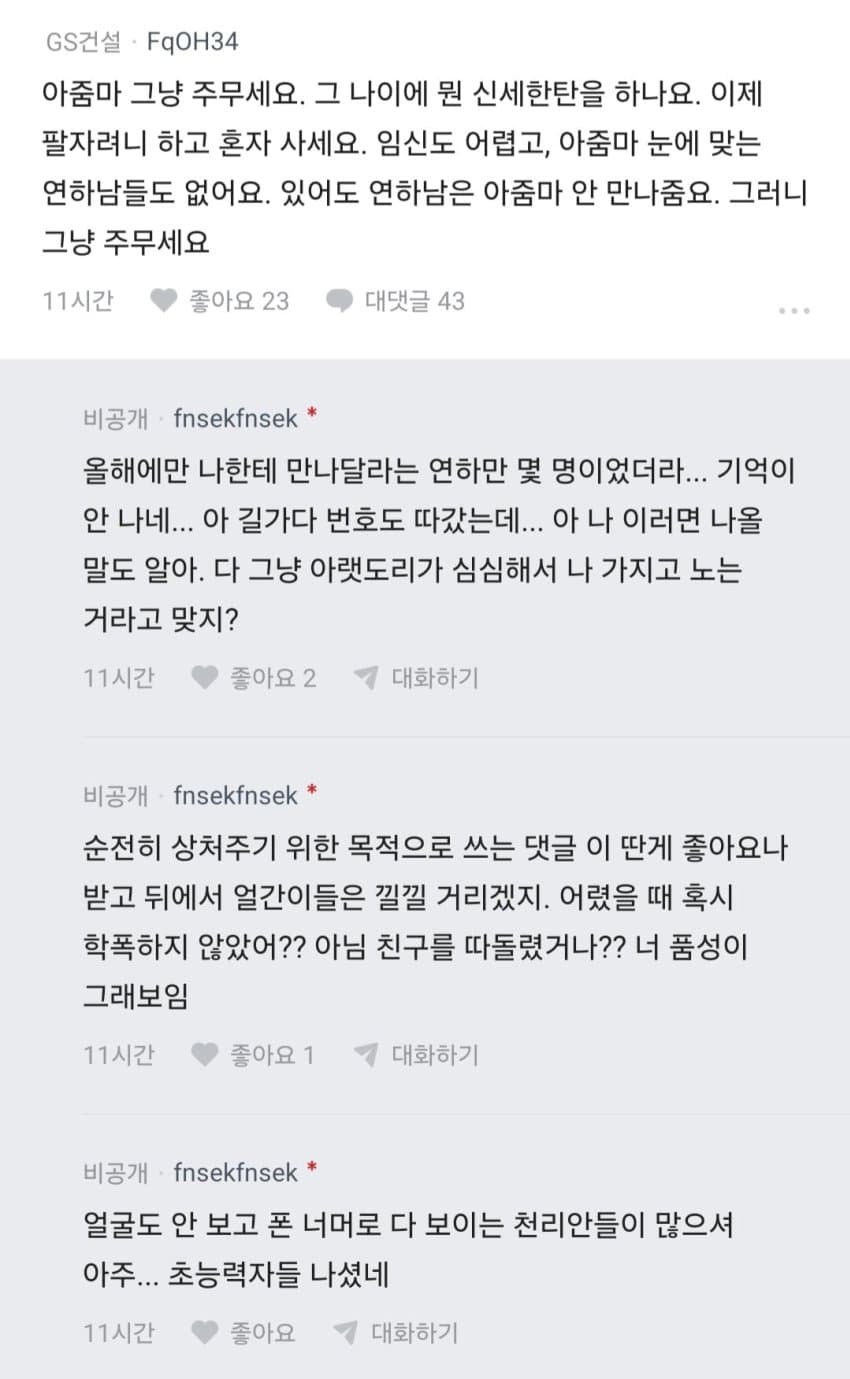 GS건설 · FqOH34
아줌마 그냥 주무세요. 그 나이에 뭔 신세한탄을 하나요. 이제
팔자려니 하고 혼자 사세요. 임신도 어렵고, 아줌마 눈에 맞는
연하남들도 없어요. 있어도 연하남은 아줌마 안 만나줌요. 그러니
그냥 주무세요
11시간 좋아요 23 대댓글 43
비공개 · fnsekfnsek *
올해에만 나한테 만나달라는 연하만 몇 명이었더라... 기억이
안 나네... 아 길가다 번호도 따갔는데... 아 나 이러면 나올
말도 알아. 다 그냥 아랫도리가 심심해서 나 가지고 노는
거라고 맞지?
11시간 좋아요 2 대화하기
비공개 · fnsekfnsek *
순전히 상처주기 위한 목적으로 쓰는 댓글 이 딴게 좋아요나
받고 뒤에서 얼간이들은 낄낄 거리겠지. 어렸을 때 혹시
학폭하지 않았어?? 아님 친구를 따돌렸거나?? 너 품성이
그래보임
11시간 좋아요 1 대화하기
비공개 · fnsekfnsek *
얼굴도 안 보고 폰 너머로 다 보이는 천리안들이 많으셔
아주... 초능력자들 나셨네
11시간 좋아요 대화하기